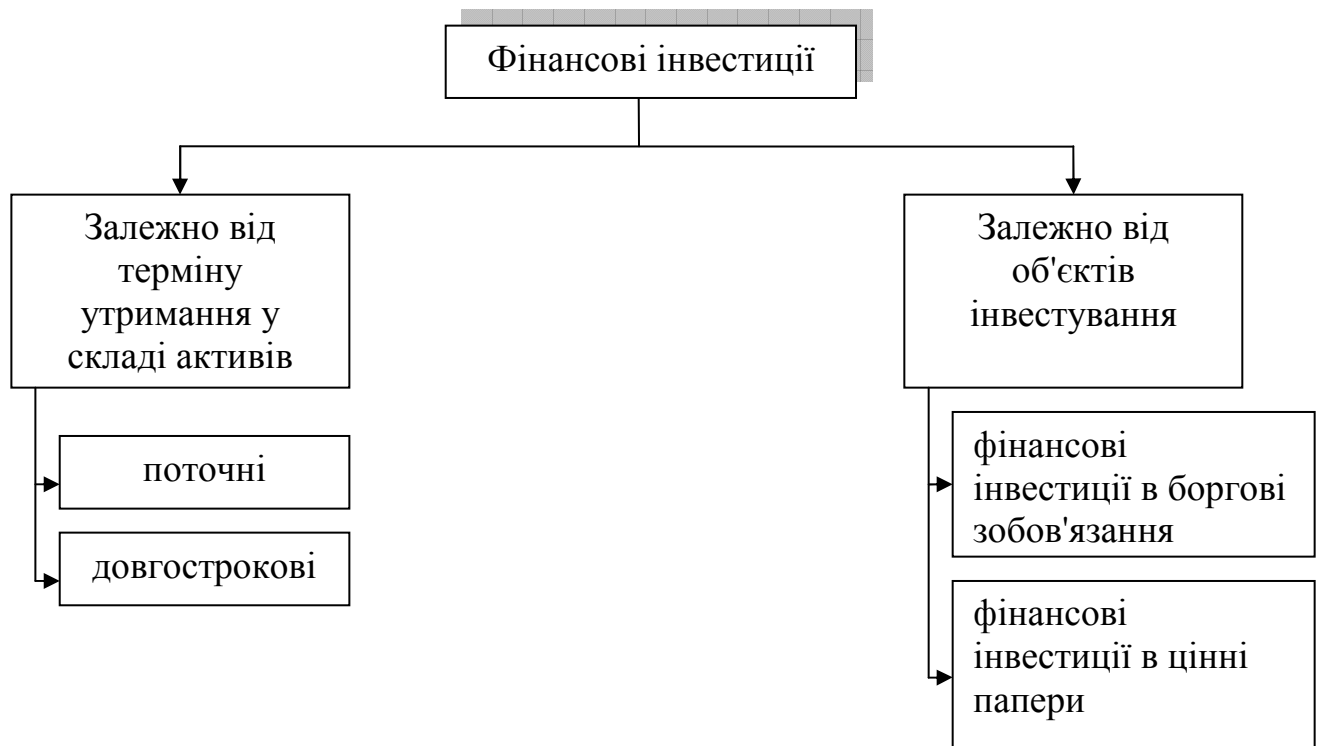 Фінансові інвестиції
Залежно від
терміну
утримання у
складі активів
поточні
довгострокові
Залежно від
об'єктів
інвестування
фінансові
інвестиції в боргові
зобов'язання
фінансові
інвестиції в цінні
папери